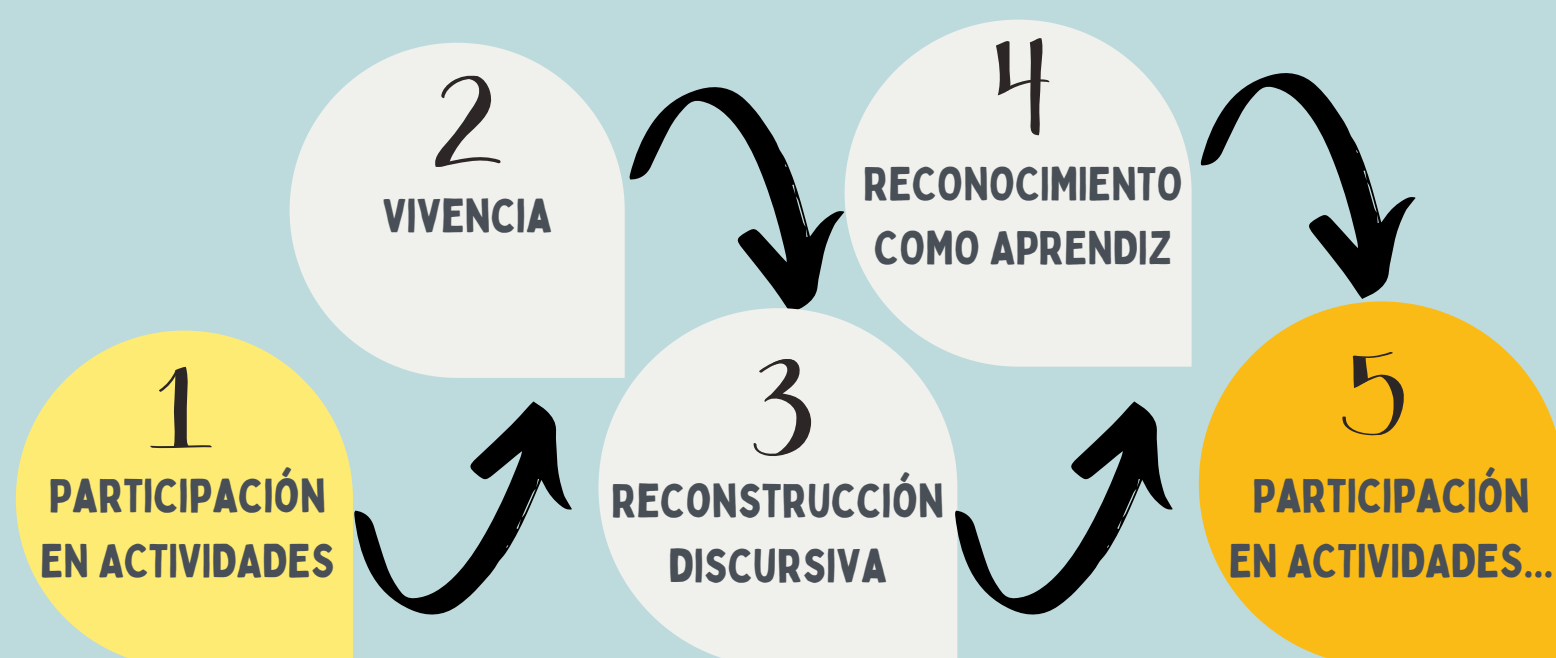 1
PARTICIPACIÓN
EN ACTIVIDADES
2
VIVENCIA
3
RECONSTRUCCIÓN
DISCURSIVA
4
RECONOCIMIENTO
COMO APRENDIZ
5
PARTICIPACIÓN
EN ACTIVIDADES...